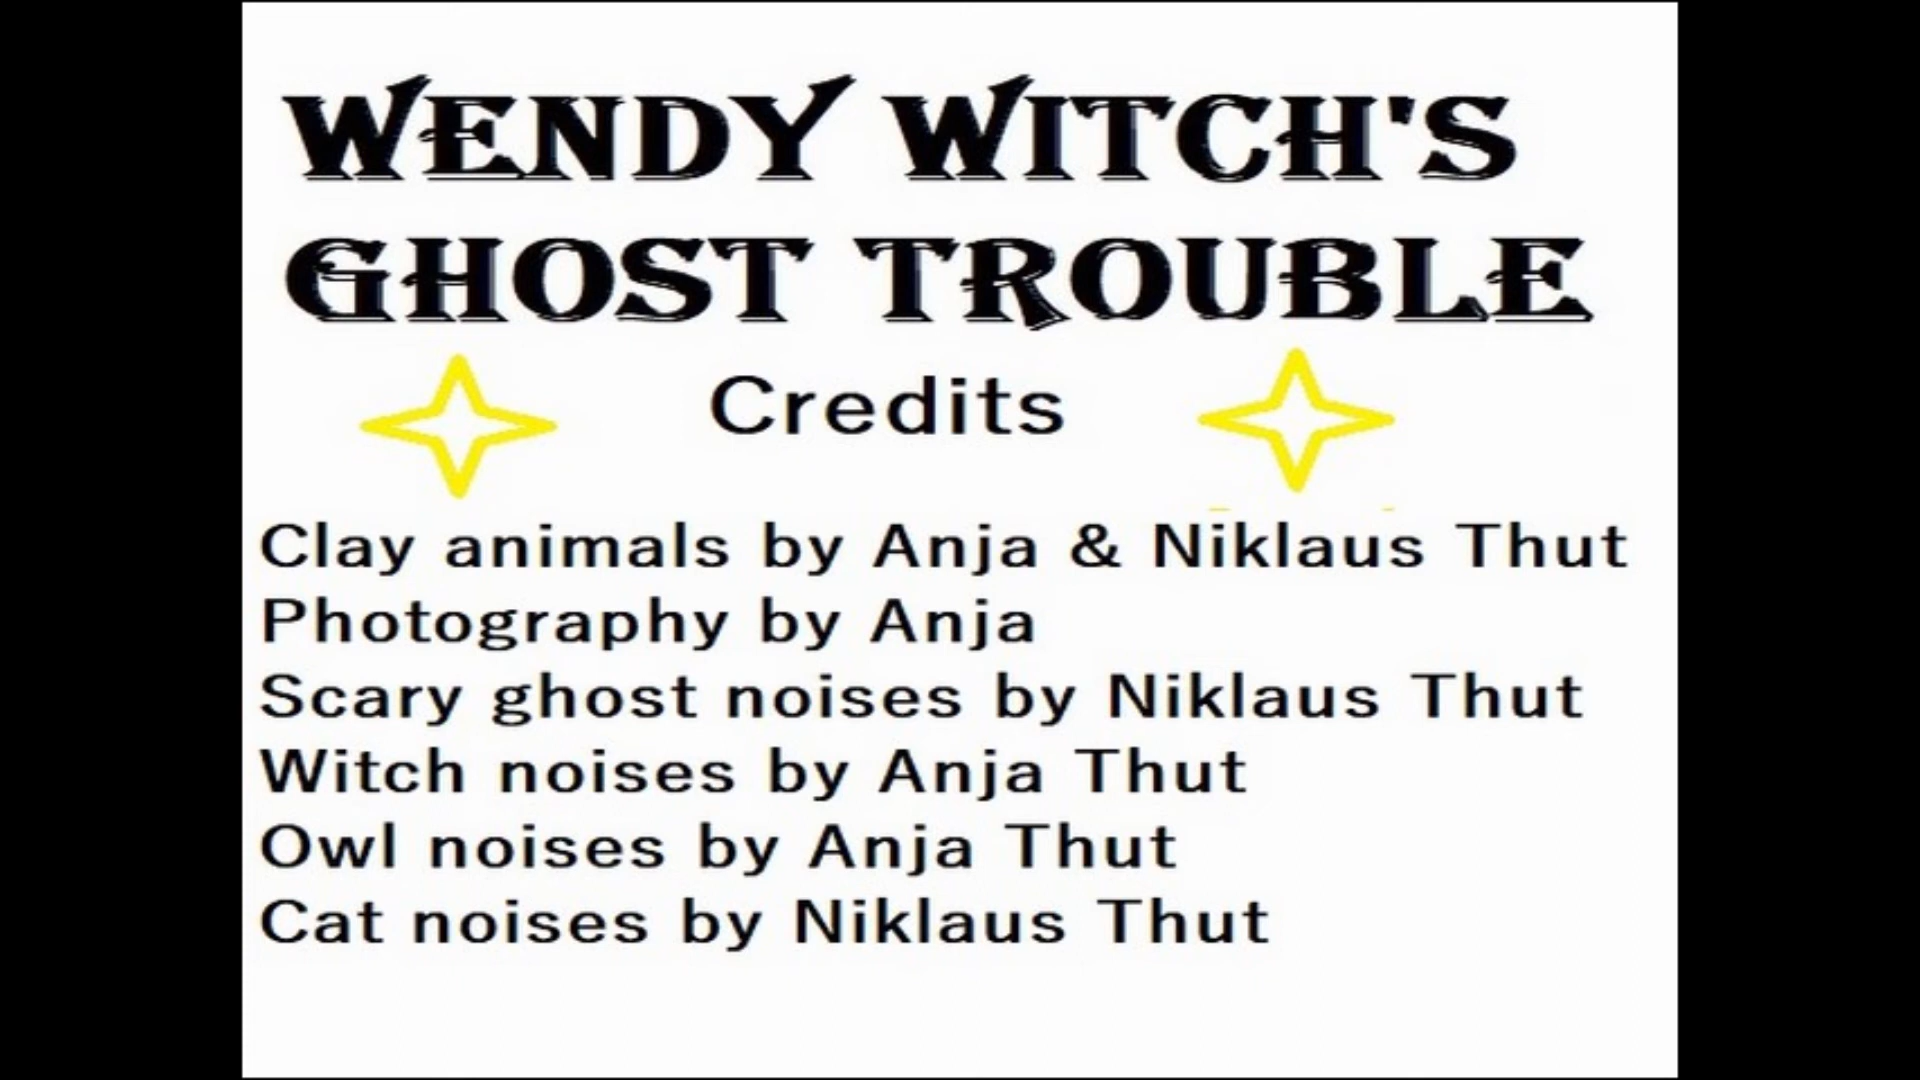 WENDY WITCH'S
GHOST TROUBLE
Credits
Clay animals by Anja & Niklaus Thut
Photography by Anja
Scary ghost noises by Niklaus Thut
Witch noises by Anja Thut
Owl noises by Anja Thut
Cat noises by Niklaus Thut